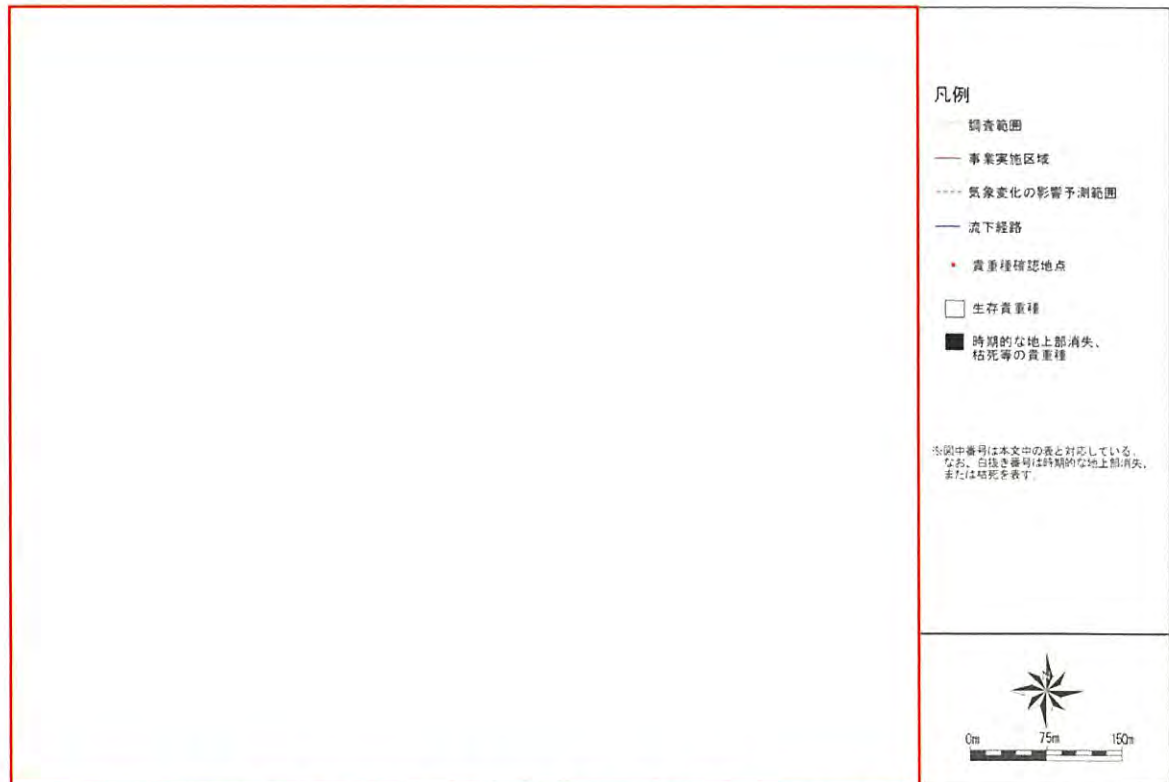 凡例
調査範囲
事業実施区域
気象変化の影響予測範囲
流下経路
貴重種確認地点
生存貴重種
時期的な地上部消失、
枯死等の貴重種
※図中番号は本文中の表と対応している。
なお、白抜き番号は時期的な地上部消失、
または枯死を表す。
N
0m 75m 150m